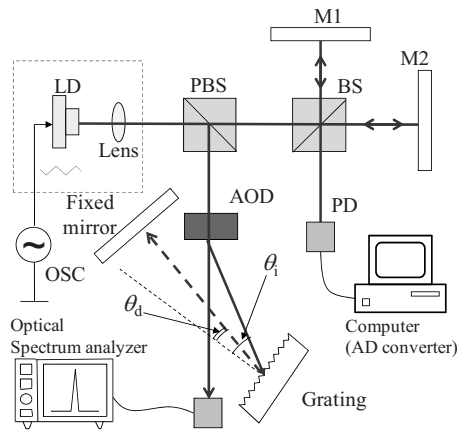 M1
M2
LD
PBS
BS
Lens
Fixed
mirror
AOD
PD
OSC
θi
θd
Optical
Spectrum analyzer
Computer
(AD converter)
Grating